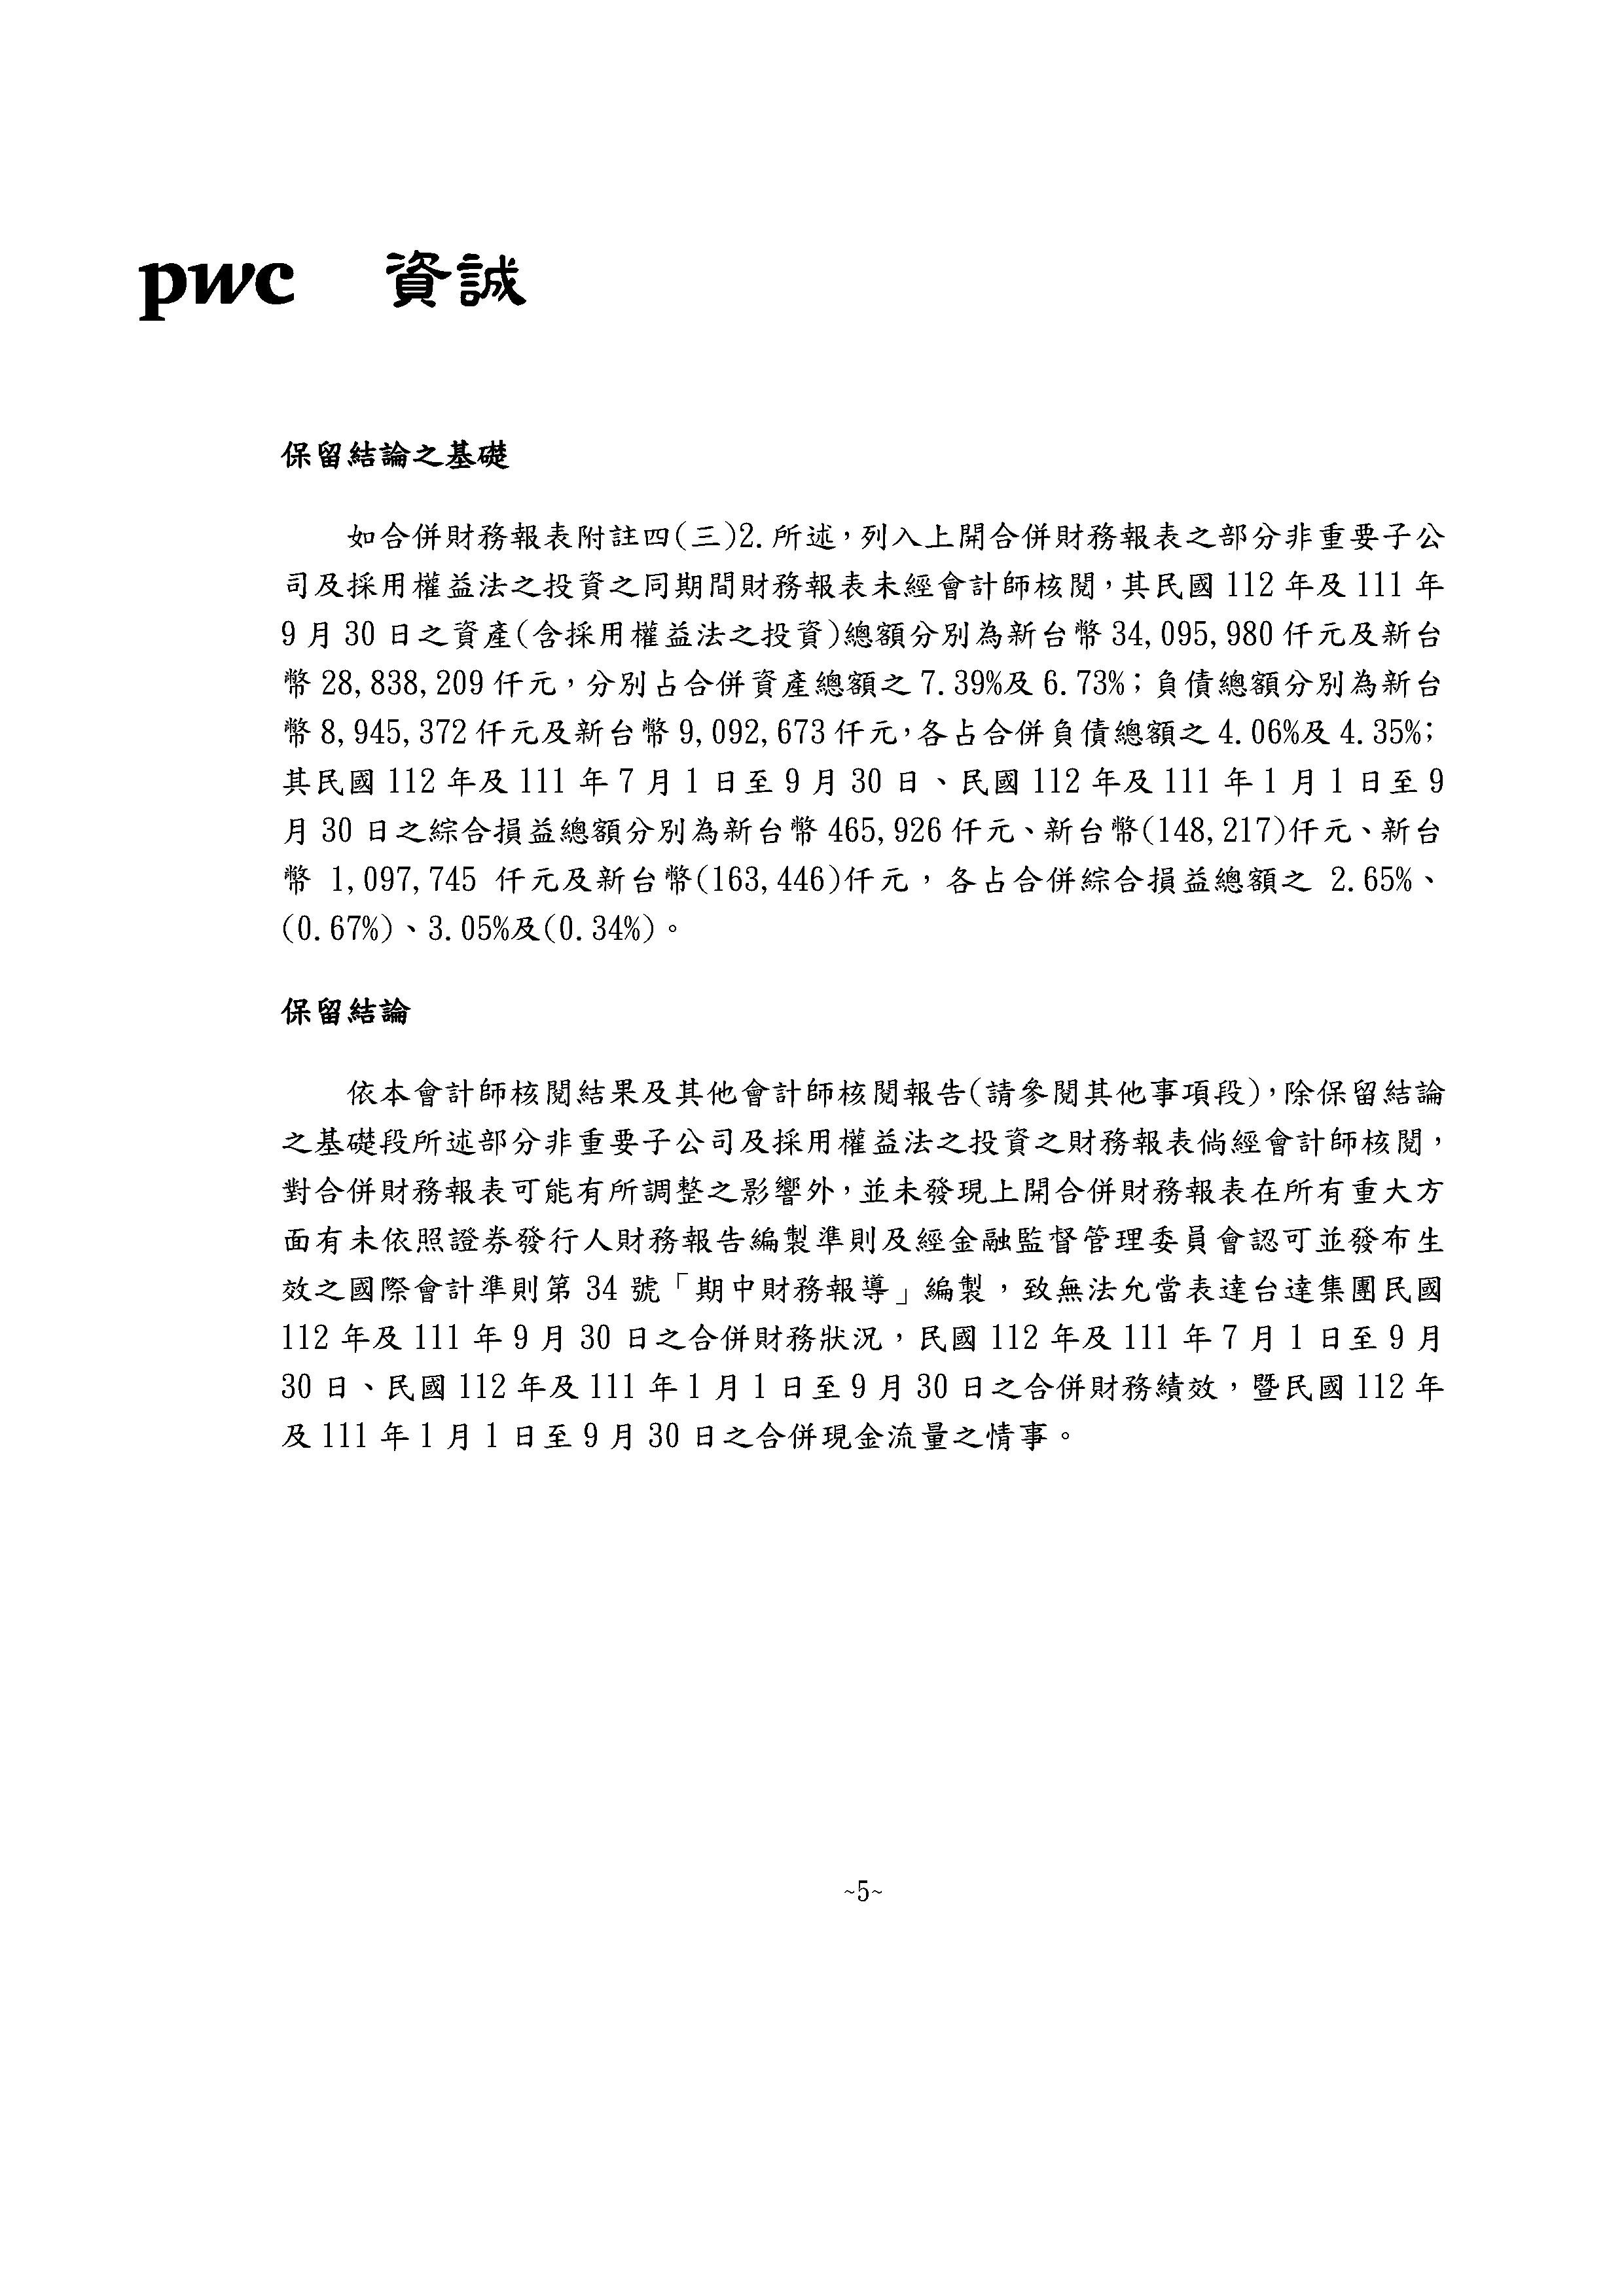 pwc 資誠
保留結論之基礎
如合併財務報表附註四(三)2.所述，列入上開合併財務報表之部分非重要子公
司及採用權益法之投資之同期間財務報表未經會計師核閱，其民國 112 年及 111 年
9 月 30 日之資產(含採用權益法之投資)總額分別為新台幣 34,095,980 仟元及新台
幣 28,838,209 仟元，分別占合併資產總額之 7.39%及 6.73%；負債總額分別為新台
幣 8,945,372 仟元及新台幣 9,092,673 仟元，各占合併負債總額之 4.06%及 4.35%；
其民國 112 年及 111 年 7 月 1 日至 9 月 30 日、民國 112 年及 111 年 1 月 1 日至 9
月 30 日之綜合損益總額分別為新台幣 465,926 仟元、新台幣(148,217)仟元、新台
幣 1,097,745 仟元及新台幣(163,446)仟元，各占合併綜合損益總額之 2.65%、
(0.67%)、3.05%及(0.34%)。
保留結論
依本會計師核閱結果及其他會計師核閱報告(請參閱其他事項段)，除保留結論
之基礎段所述部分非重要子公司及採用權益法之投資之財務報表倘經會計師核閱，
對合併財務報表可能有所調整之影響外，並未發現上開合併財務報表在所有重大方
面有未依照證券發行人財務報告編製準則及經金融監督管理委員會認可並發布生
效之國際會計準則第 34 號「期中財務報導」編製，致無法允當表達台達集團民國
112 年及 111 年 9 月 30 日之合併財務狀況，民國 112 年及 111 年 7 月 1 日至 9 月
30 日、民國 112 年及 111 年 1 月 1 日至 9 月 30 日之合併財務績效，暨民國 112 年
及 111 年 1 月 1 日至 9 月 30 日之合併現金流量之情事。
~5~